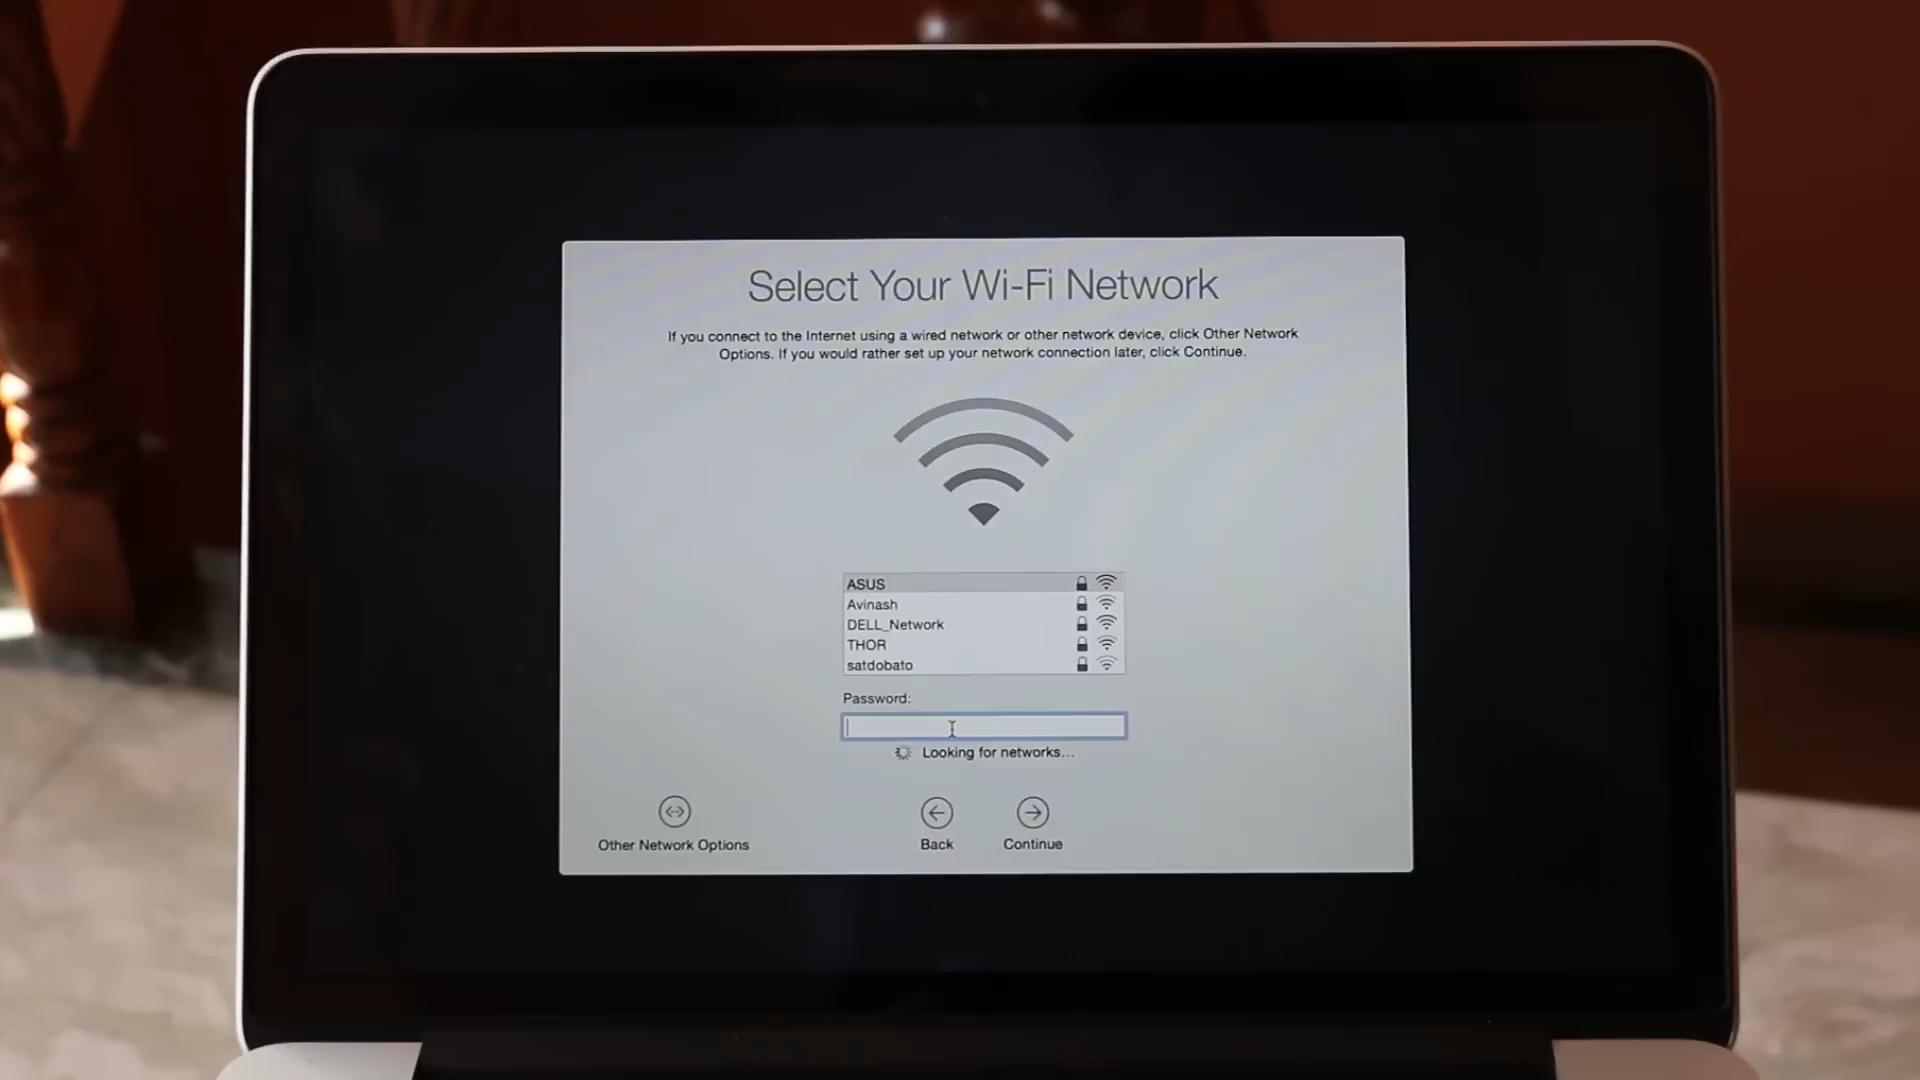 Select Your Wi-Fi Network
If you connect to the Internet using a wired network or other network device, click Other Network
Options. If you would rather set up your network connection later, click Continue.
ASUS
Avinash
DELL_Network
THOR
satdobato
Password:
Looking for networks...
Other Network Options
Back
Continue